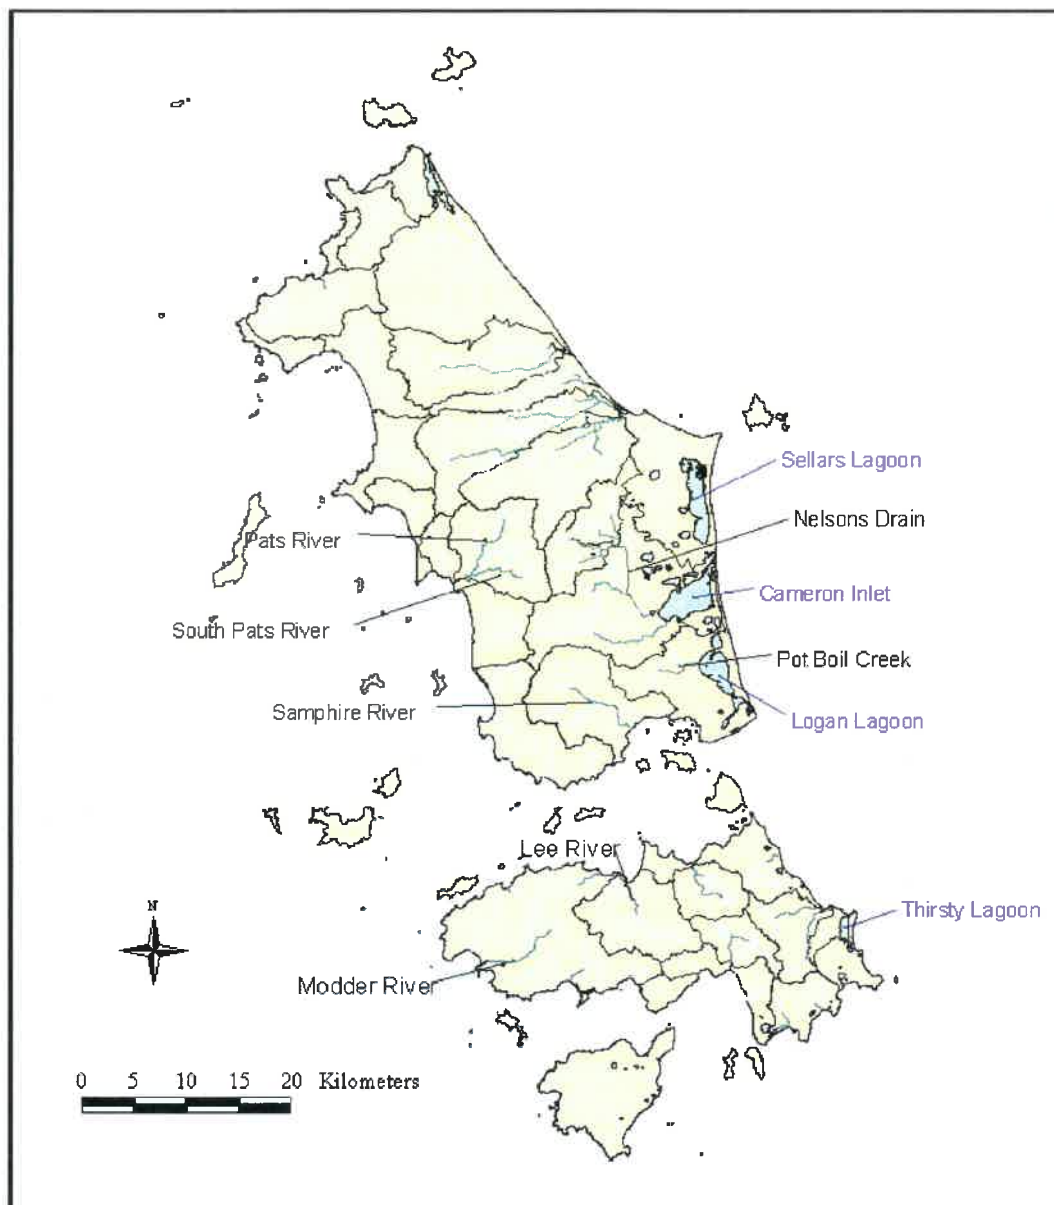 Sellars Lagoon
Nelsons Drain
Pats River
Cameron Inlet
South Pats River
Pot Boil Creek
Samphire River
Logan Lagoon
Lee River
Thirsty Lagoon
N
Modder River
0 5 10 15 20 Kilometers